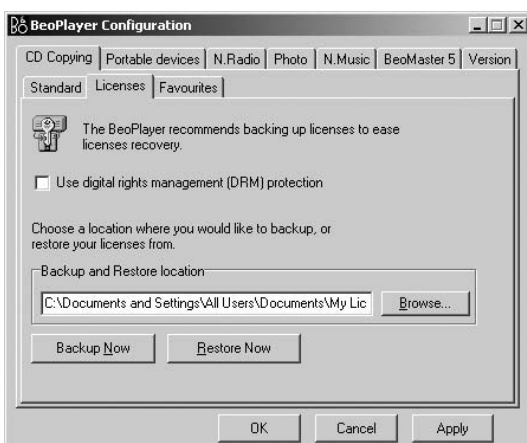 BeoPlayer Configuration
CD Copying Portable devices N.Radio Photo N.Music BeoMaster 5 Version
Standard Licenses Favourites
The BeoPlayer recommends backing up licenses to ease
licenses recovery.
Use digital rights management (DRM) protection
Choose a location where you would like to backup, or
restore your licenses from.
Backup and Restore location
C:\Documents and Settings\All Users\Documents\My Lic Browse...
Backup Now Restore Now
OK Cancel Apply